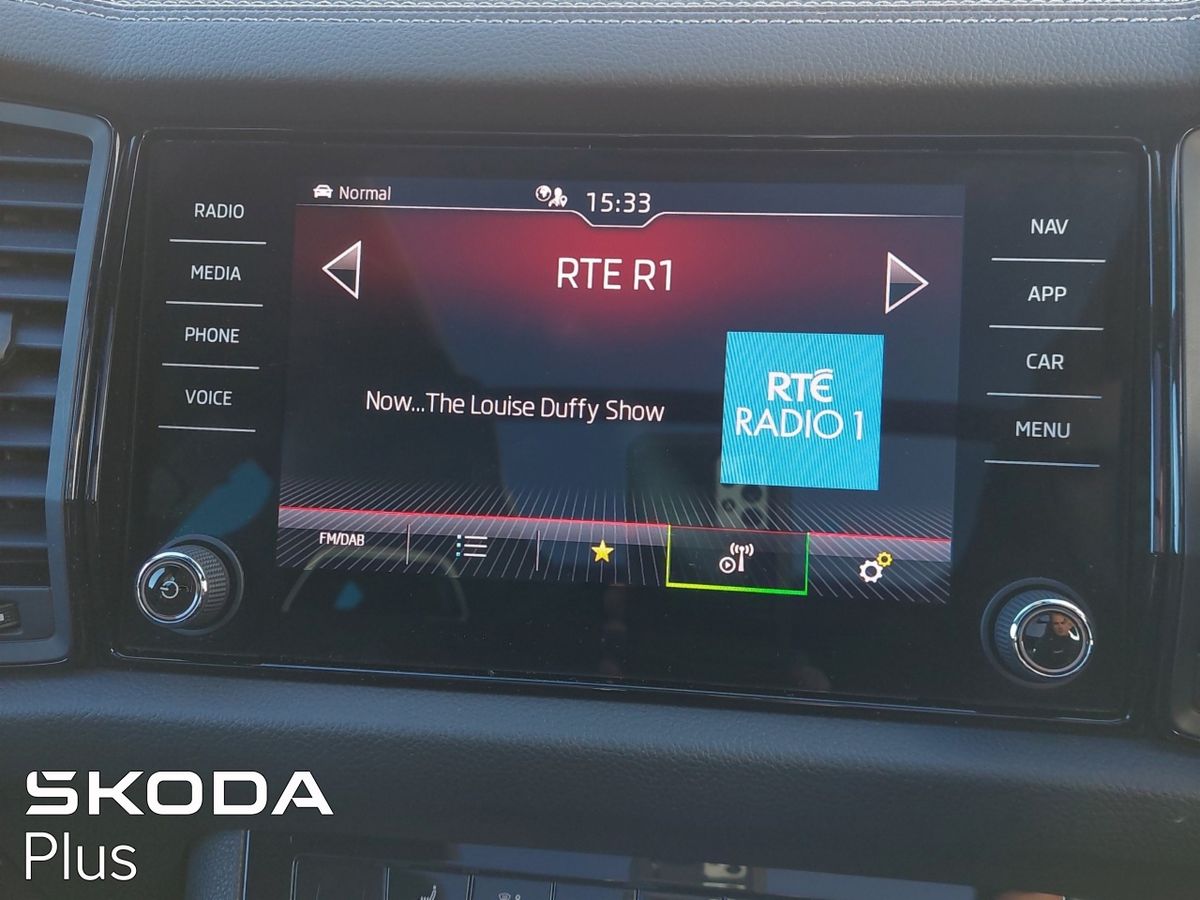 Normal
15:33
RADIO
MEDIA
PHONE
VOICE
RTE R1
Now...The Louise Duffy Show
RTÉ
RADIO 1
FM/DAB
NAV
APP
CAR
MENU
ŠKODA
Plus